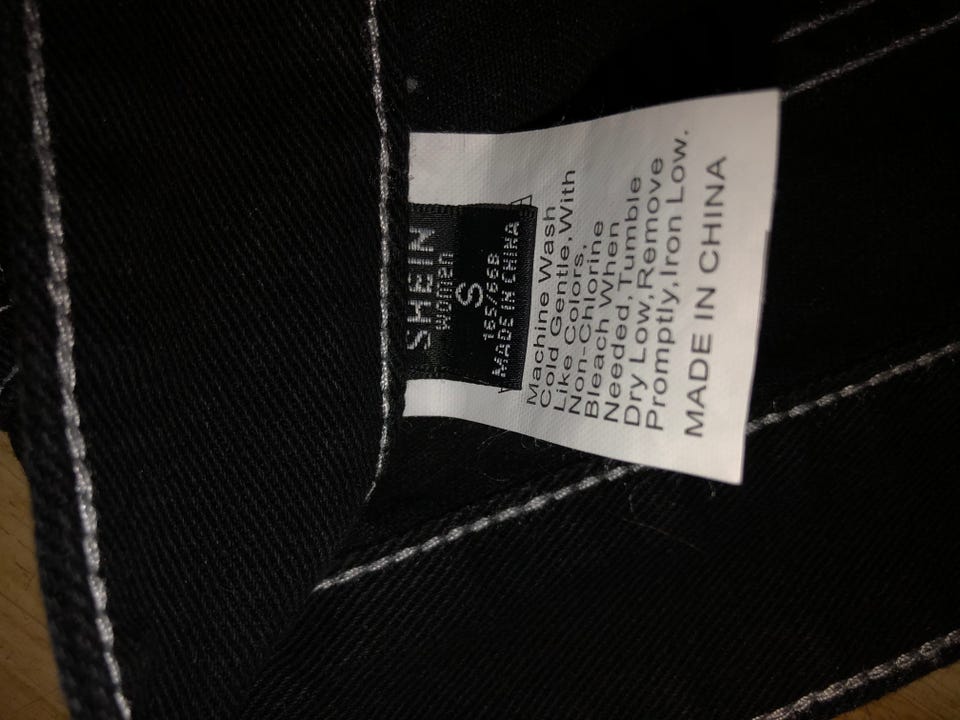 SHEIN
women
S
165/66B
MADE IN CHINA
Machine Wash
Cold Gentle,With
Like Colors,
Non-Chlorine
Bleach When
Needed,Tumble
Dry Low,Remove
Promptly,Iron Low.
MADE IN CHINA